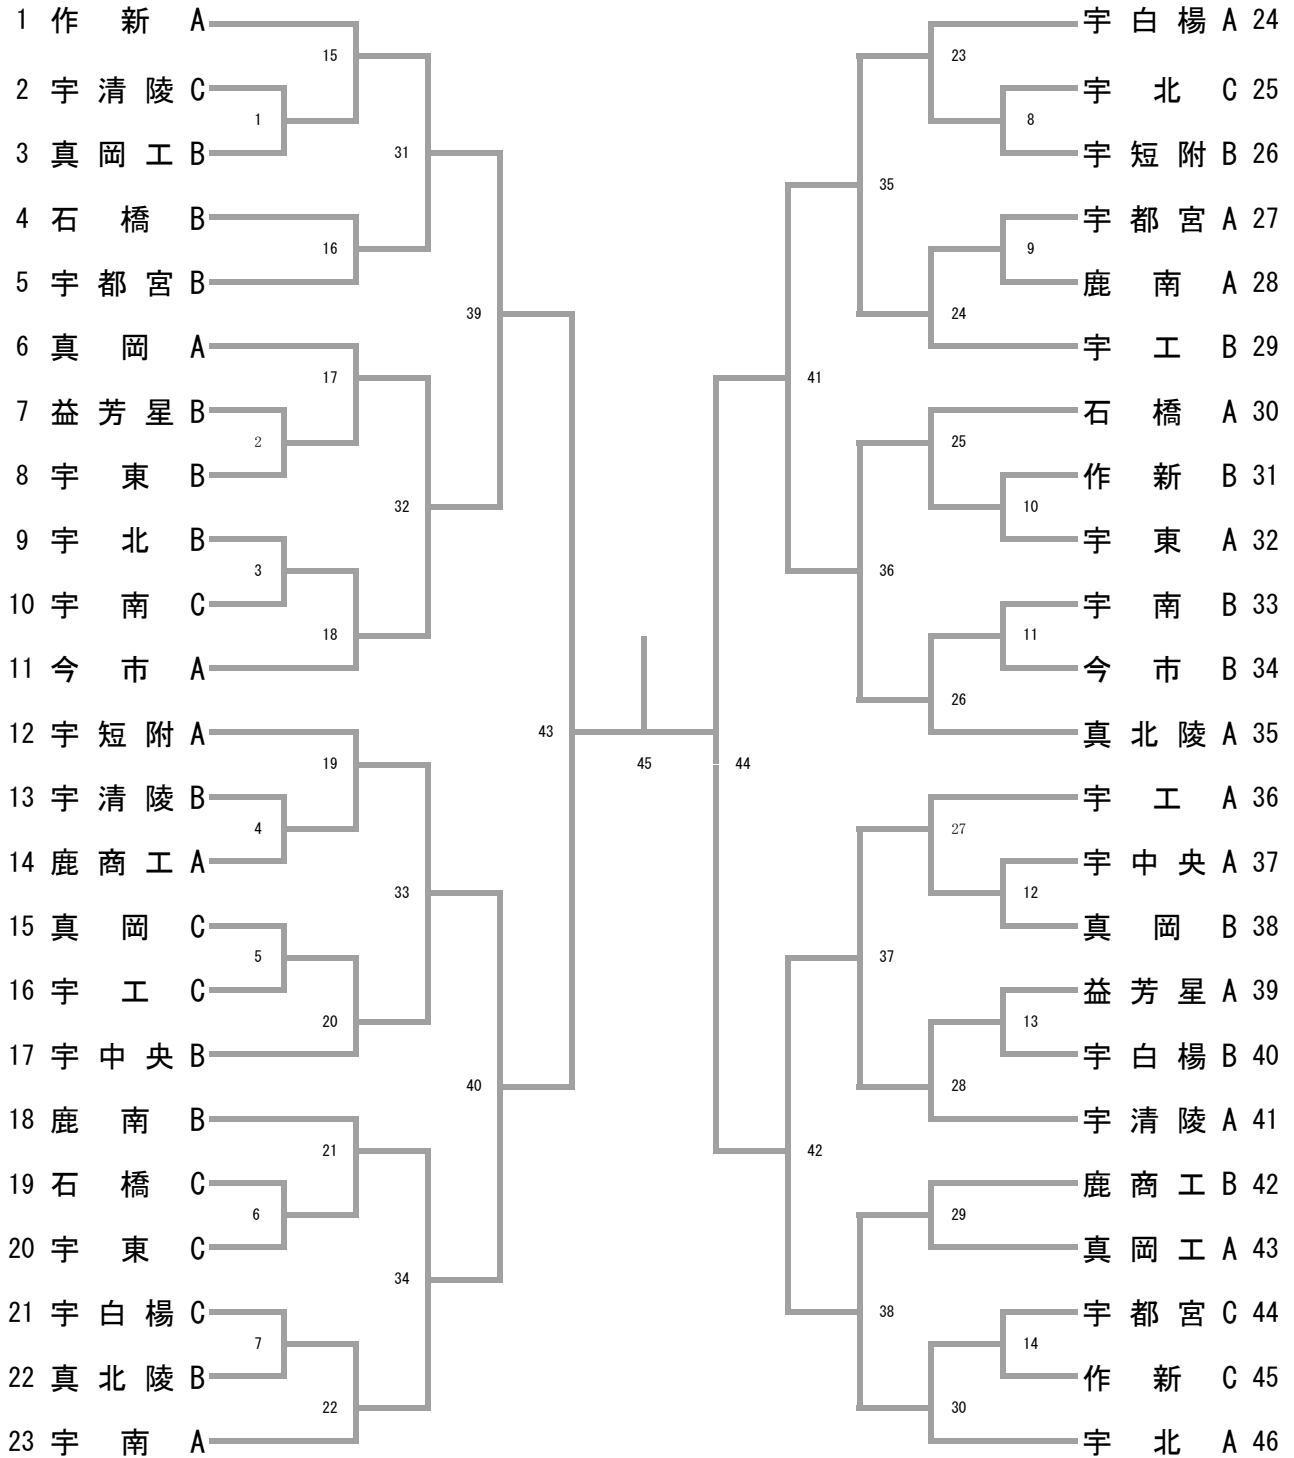 1 作新 A
15
2 宇清陵 C
1
3 真岡工 B
31
4 石橋 B
16
5 宇都宮 B
39
6 真岡 A
17
7 益芳星 B
2
8 宇東 B
32
9 宇北 B
3
10 宇南 C
18
11 今市 A
12 宇短附 A
43
19
13 宇清陵 B
4
14 鹿商工 A
33
15 真岡 C
5
16 宇工 C
20
17 宇中央 B
40
18 鹿南 B
21
19 石橋 C
6
20 宇東 C
34
21 宇白楊 C
7
22 真北陵 B
22
23 宇南 A
45
44
宇白楊 A 24
23
宇北 C 25
8
宇短附 B 26
35
宇都宮 A 27
9
鹿南 A 28
24
宇工 B 29
41
石橋 A 30
25
作新 B 31
10
宇東 A 32
36
宇南 B 33
11
今市 B 34
26
真北陵 A 35
宇工 A 36
27
宇中央 A 37
12
真岡 B 38
37
益芳星 A 39
13
宇白楊 B 40
28
宇清陵 A 41
42
鹿商工 B 42
29
真岡工 A 43
38
宇都宮 C 44
14
作新 C 45
30
宇北 A 46